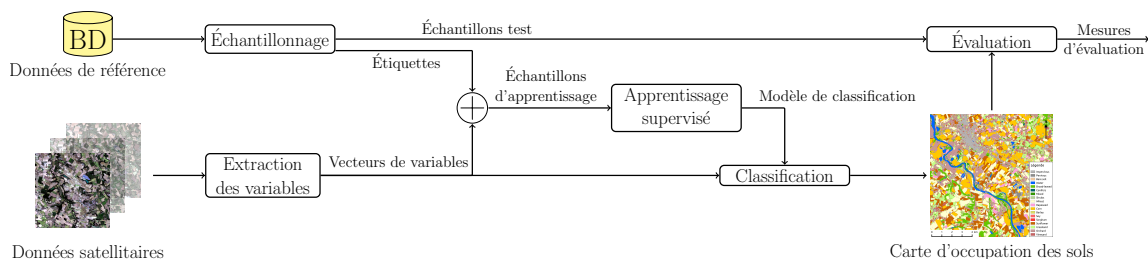 BD
Données de référence
Échantillonnage
Échantillons test
Étiquettes
Échantillons
d'apprentissage
Apprentissage
supervisé
Modèle de classification
Évaluation
Mesures
d'évaluation
Données satellitaires
Extraction
des variables
Vecteurs de variables
Classification
Carte d'occupation des sols